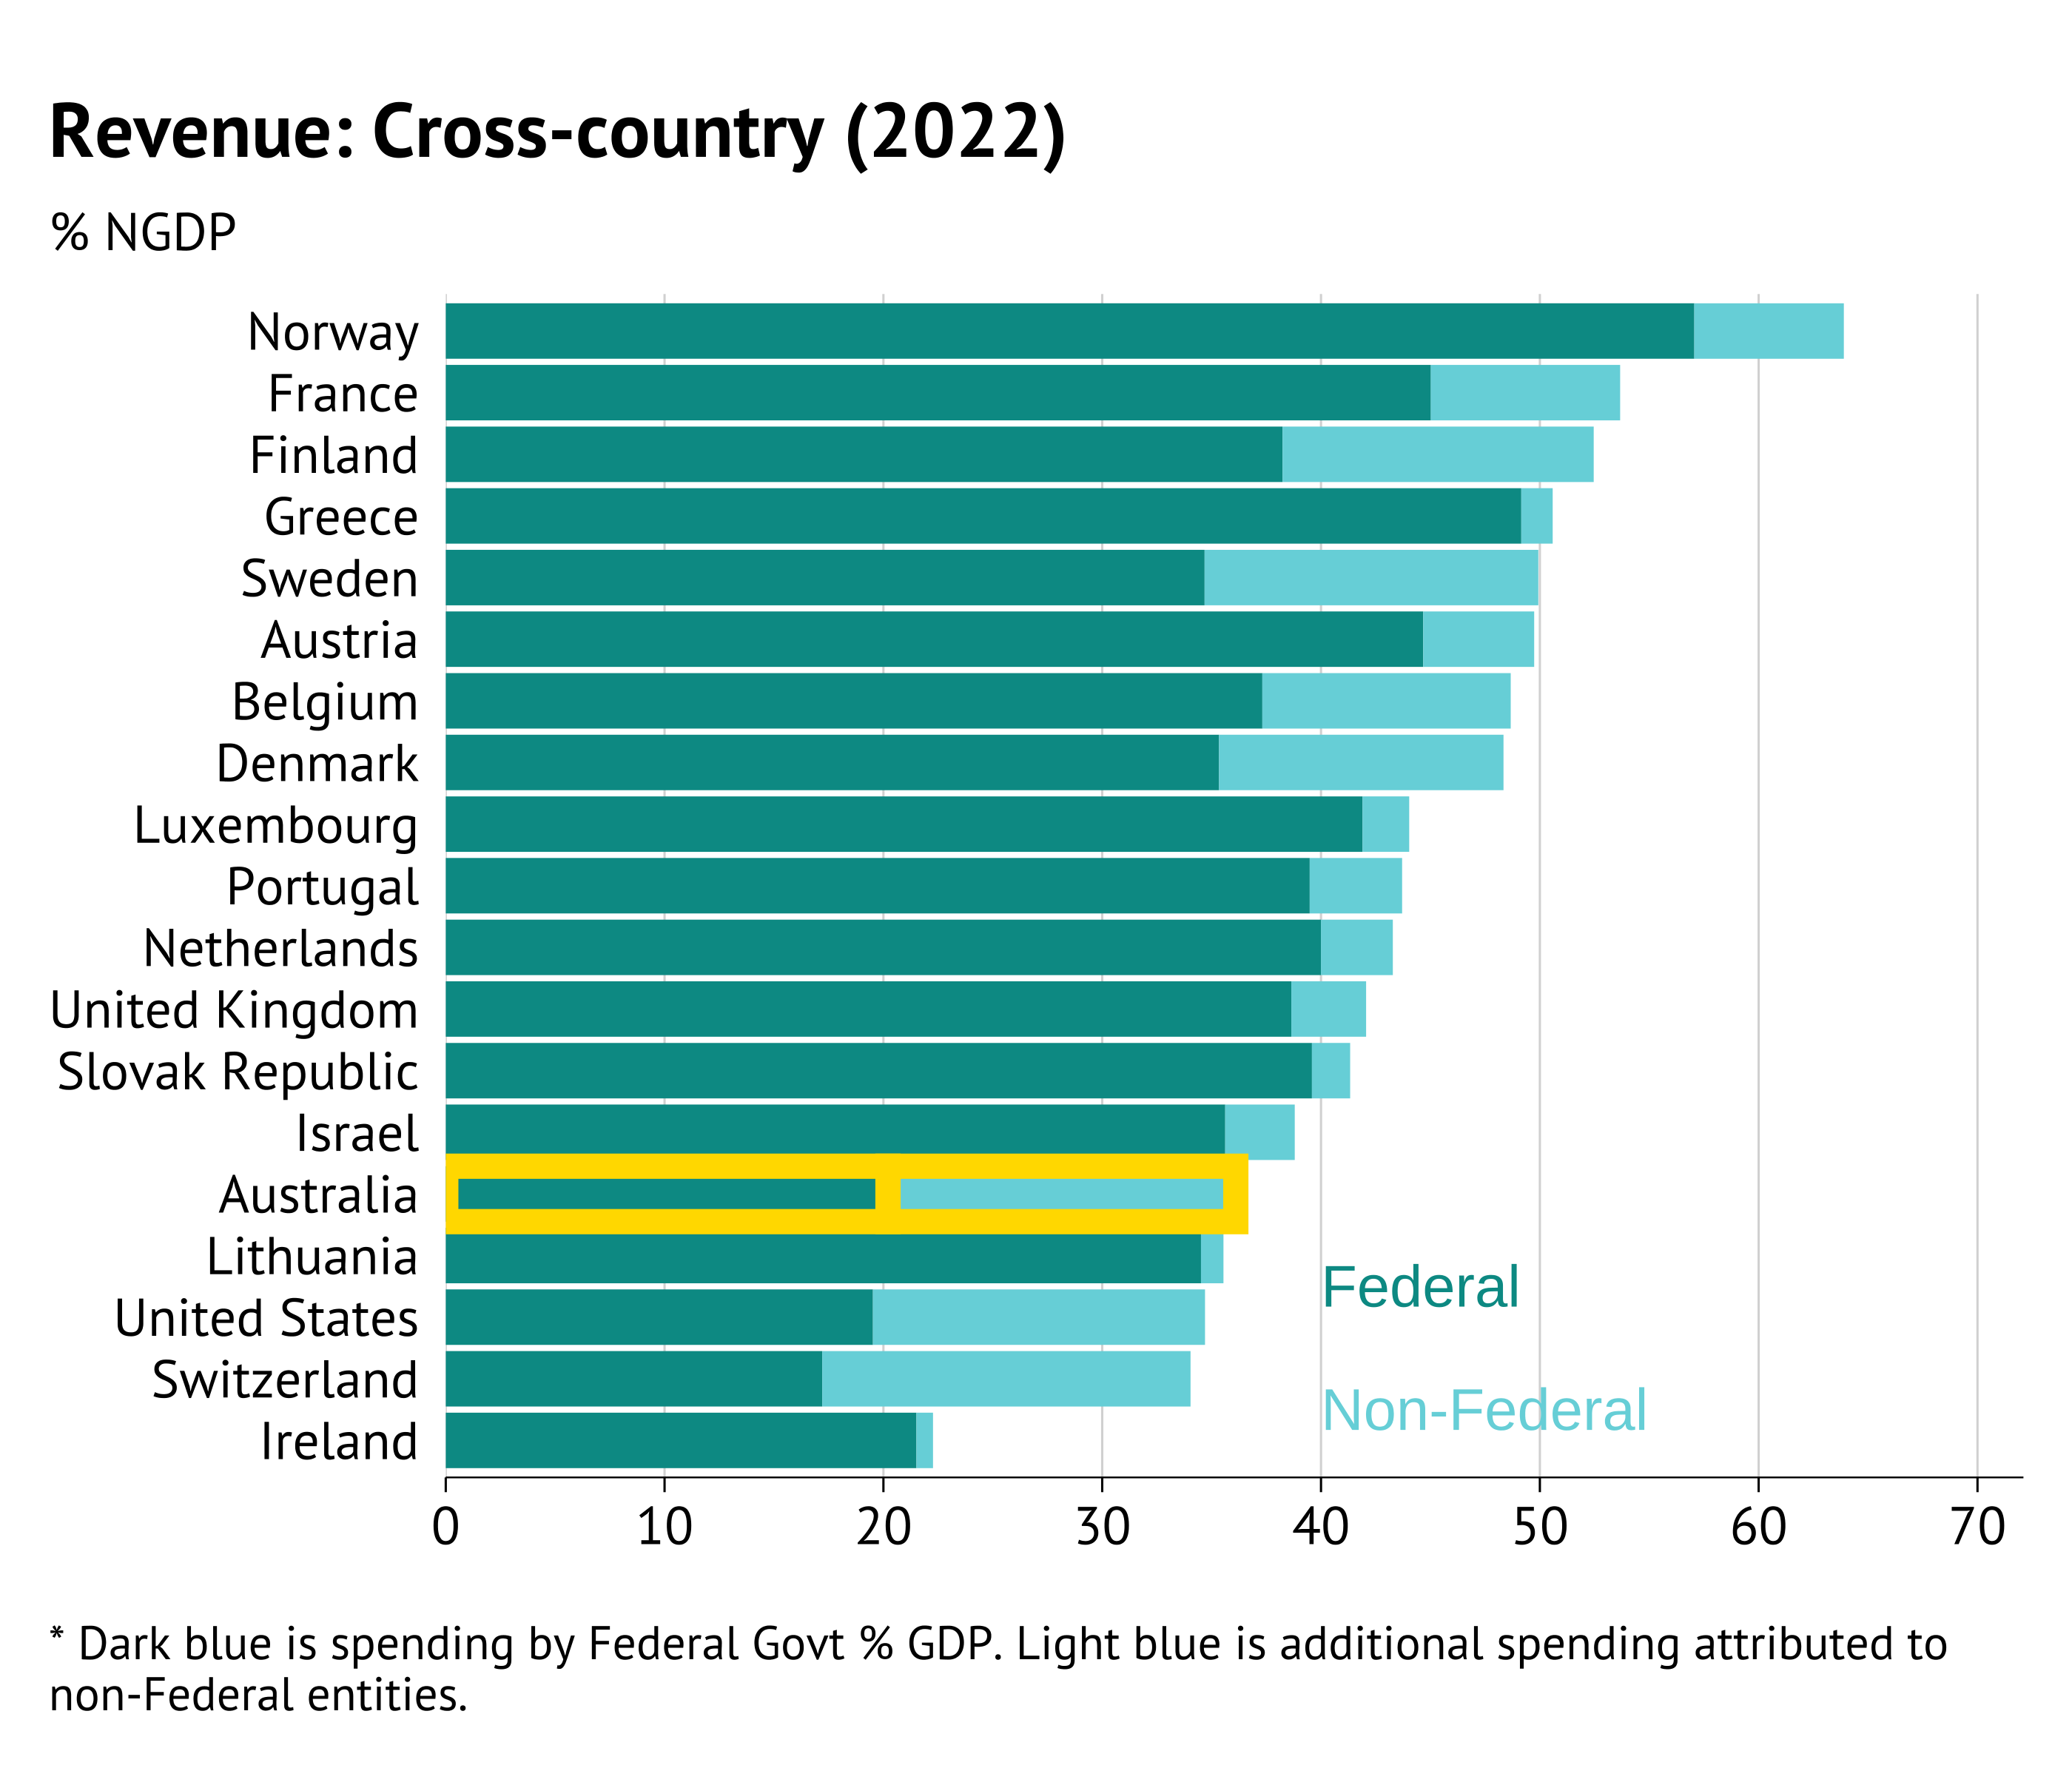 Revenue: Cross-country (2022)
% NGDP
Norway
France
Finland
Greece
Sweden
Austria
Belgium
Denmark
Luxembourg
Portugal
Netherlands
United Kingdom
Slovak Republic
Israel
Australia
Lithuania
Federal
United States
Switzerland
Non-Federal
Ireland
0 10 20 30 40 50 60 70
* Dark blue is spending by Federal Govt % GDP. Light blue is additional spending attributed to
non-Federal entities.